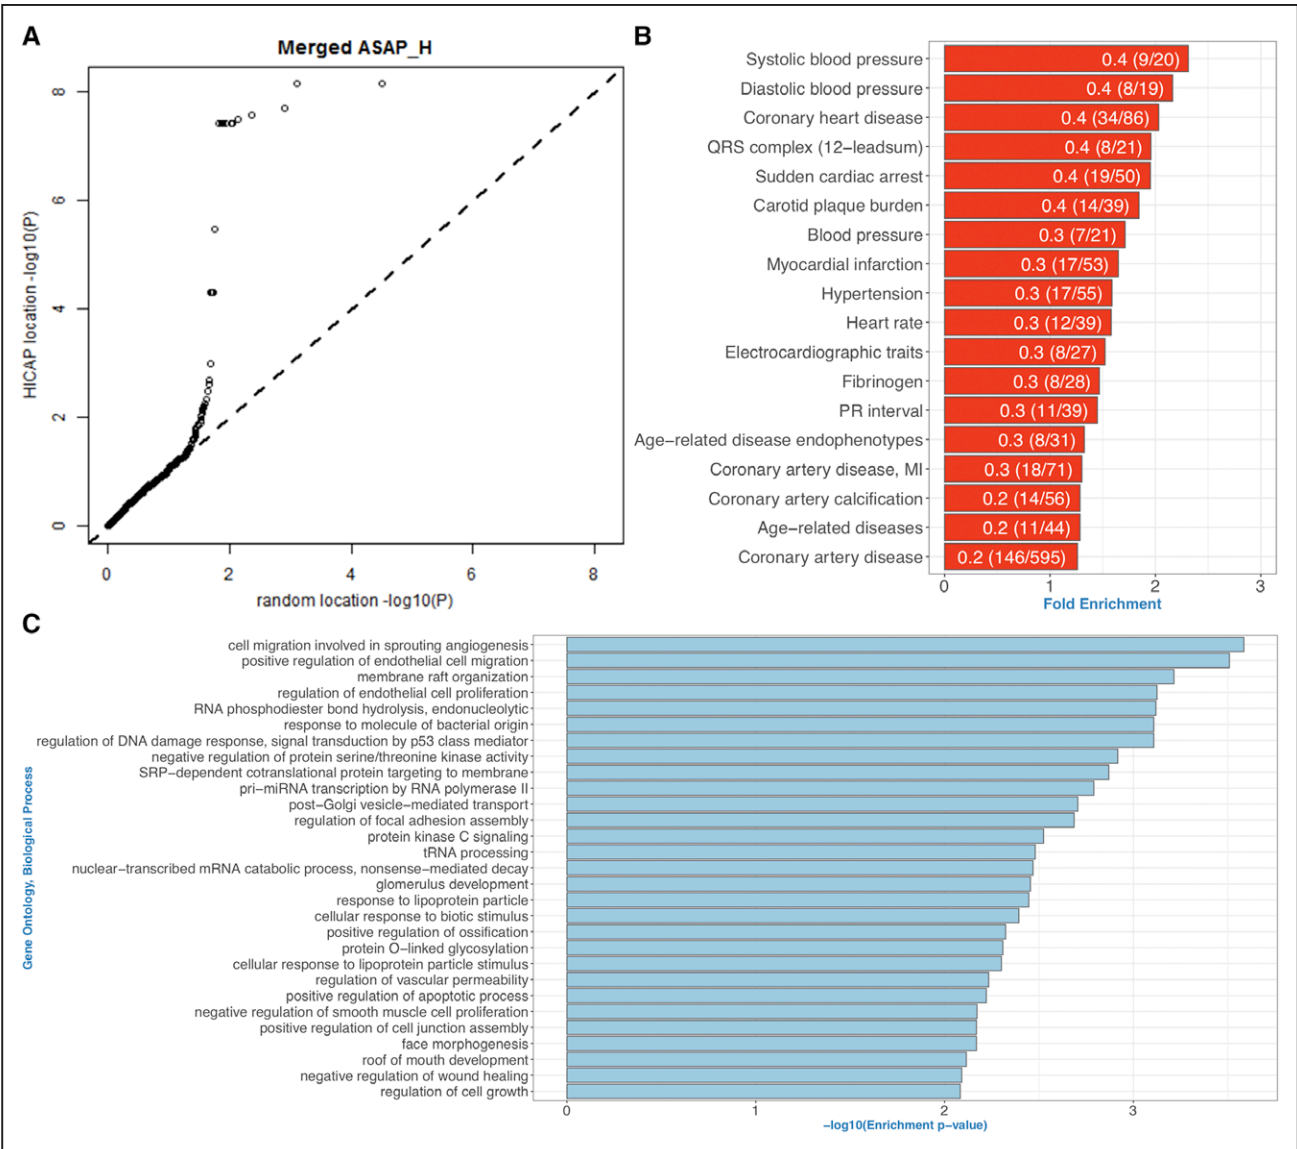 A
Merged ASAP_H
HICAP location -log10(P)
8
6
4
2
0
0 2 4 6 8
random location -log10(P)
B
Systolic blood pressure 0.4 (9/20)
Diastolic blood pressure 0.4 (8/19)
Coronary heart disease 0.4 (34/86)
QRS complex (12−leadsum) 0.4 (8/21)
Sudden cardiac arrest 0.4 (19/50)
Carotid plaque burden 0.4 (14/39)
Blood pressure 0.3 (7/21)
Myocardial infarction 0.3 (17/53)
Hypertension 0.3 (17/55)
Heart rate 0.3 (12/39)
Electrocardiographic traits 0.3 (8/27)
Fibrinogen 0.3 (8/28)
PR interval 0.3 (11/39)
Age−related disease endophenotypes 0.3 (8/31)
Coronary artery disease, MI 0.3 (18/71)
Coronary artery calcification 0.2 (14/56)
Age−related diseases 0.2 (11/44)
Coronary artery disease 0.2 (146/595)
0 1 2 3
Fold Enrichment
C
Gene Ontology, Biological Process
cell migration involved in sprouting angiogenesis
positive regulation of endothelial cell migration
membrane raft organization
regulation of endothelial cell proliferation
RNA phosphodiester bond hydrolysis, endonucleolytic
response to molecule of bacterial origin
regulation of DNA damage response, signal transduction by p53 class mediator
negative regulation of protein serine/threonine kinase activity
SRP−dependent cotranslational protein targeting to membrane
pri−miRNA transcription by RNA polymerase II
post−Golgi vesicle−mediated transport
regulation of focal adhesion assembly
protein kinase C signaling
tRNA processing
nuclear−transcribed mRNA catabolic process, nonsense−mediated decay
glomerulus development
response to lipoprotein particle
cellular response to biotic stimulus
positive regulation of ossification
protein O−linked glycosylation
cellular response to lipoprotein particle stimulus
regulation of vascular permeability
positive regulation of apoptotic process
negative regulation of smooth muscle cell proliferation
positive regulation of cell junction assembly
face morphogenesis
roof of mouth development
negative regulation of wound healing
regulation of cell growth
0 1 2 3
−log10(Enrichment p−value)